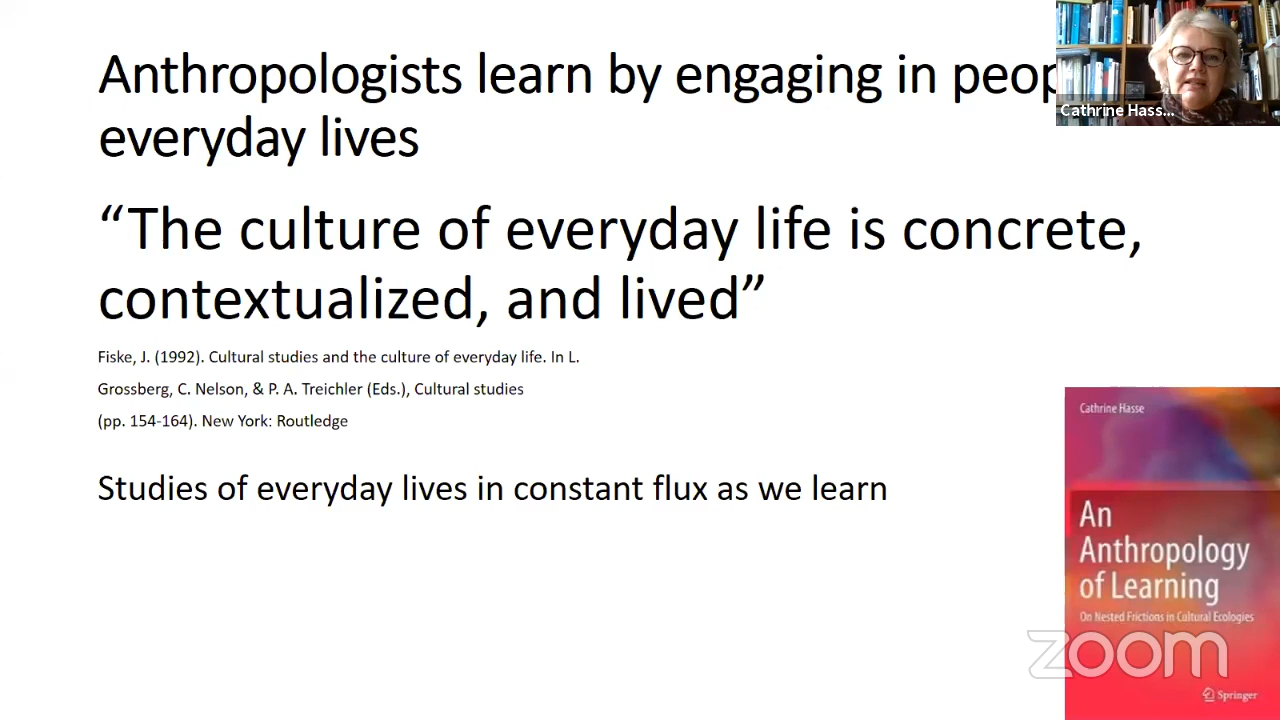 Anthropologists learn by engaging in peop
everyday lives
“The culture of everyday life is concrete,
contextualized, and lived”
Fiske, J. (1992). Cultural studies and the culture of everyday life. In L.
Grossberg, C. Nelson, & P. A. Treichler (Eds.), Cultural studies
(pp. 154-164). New York: Routledge
Studies of everyday lives in constant flux as we learn
Cathrine Hass...
Cathrine Hasse
An
Anthropology
of Learning
On Nested Frictions in Cultural Ecologies
zoom
Springer